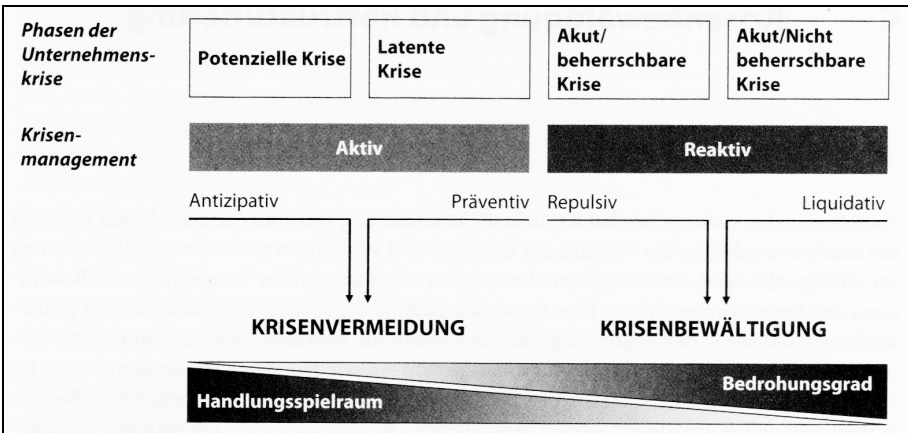 Phasen der
Unternehmens-
krise
Potenzielle Krise
Latente
Krise
Akut/
beherrschbare
Krise
Akut/Nicht
beherrschbare
Krise
Krisen-
management
Aktiv
Reaktiv
Antizipativ
Präventiv
Repulsiv
Liquidativ
KRISENVERMEIDUNG
KRISENBEWÄLTIGUNG
Bedrohungsgrad
Handlungsspielraum